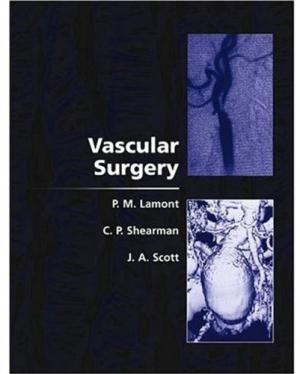 Vascular
Surgery
P. M. Lamont
C. P. Shearman
J. A. Scott